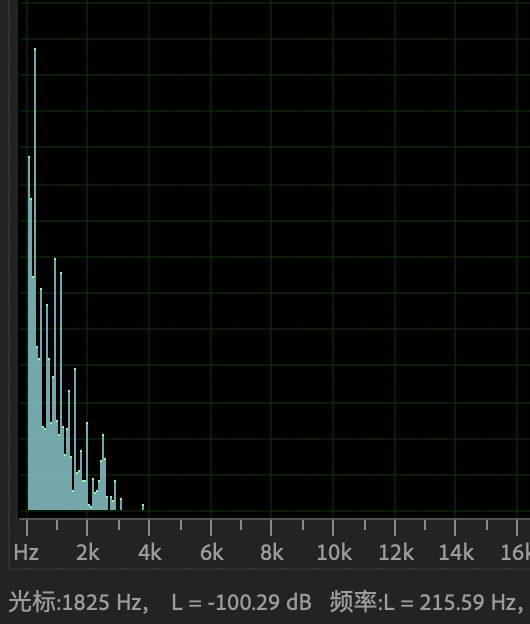 Hz 2k 4k 6k 8k 10k 12k 14k 16k
光标:1825 Hz, L = -100.29 dB 频率:L = 215.59 Hz,